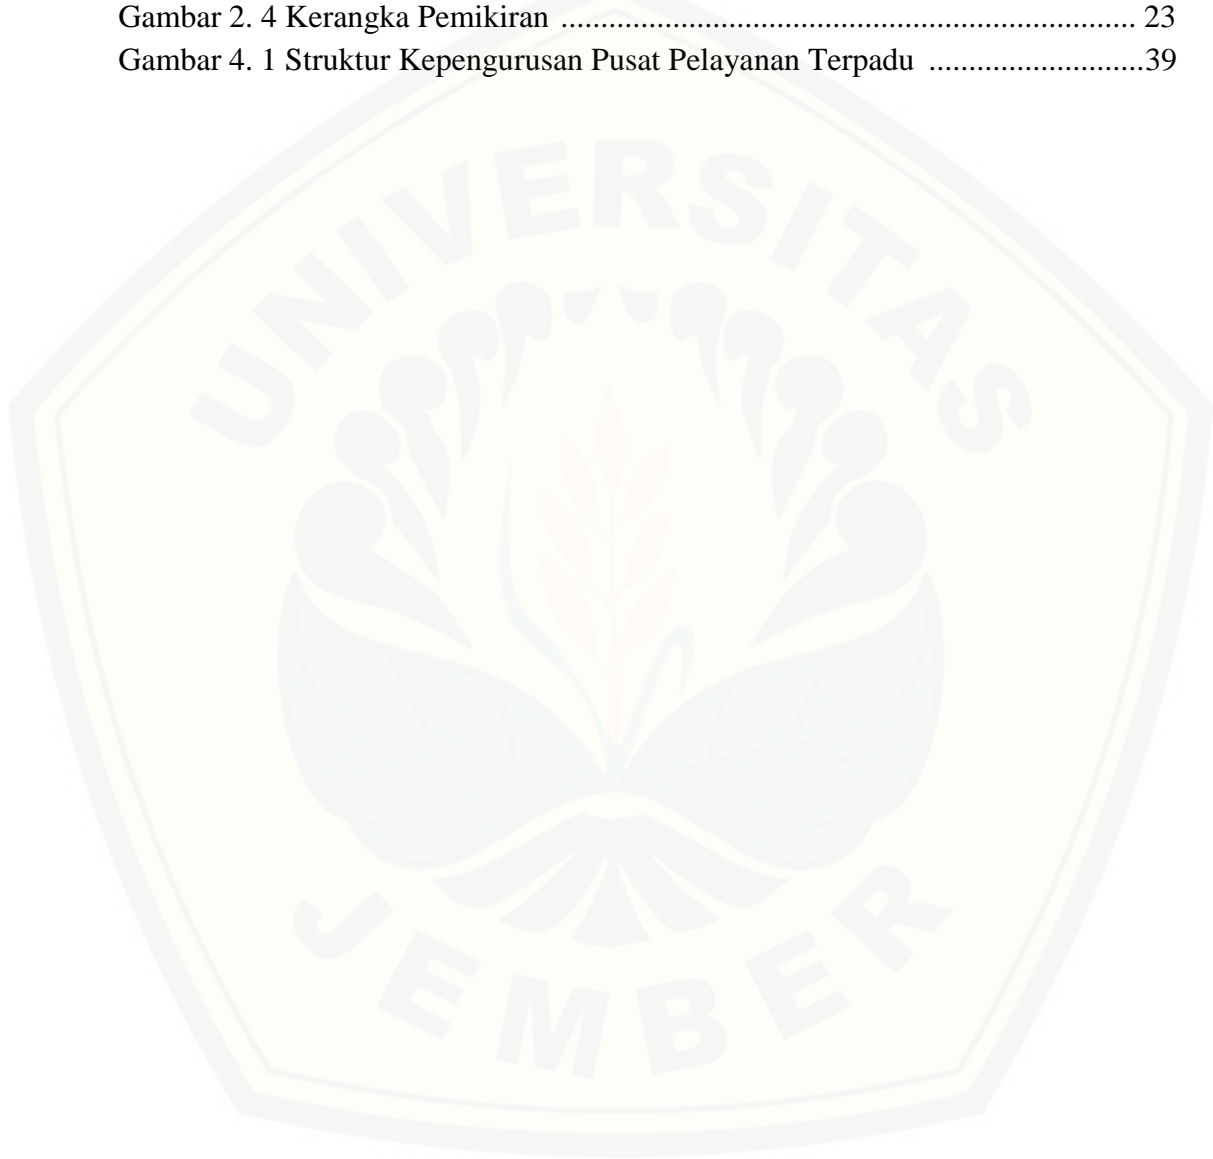 Gambar 2. 4 Kerangka Pemikiran ........................................................................ 23
Gambar 4. 1 Struktur Kepengurusan Pusat Pelayanan Terpadu ...........................39
UNIVERSITAS
JEMBER